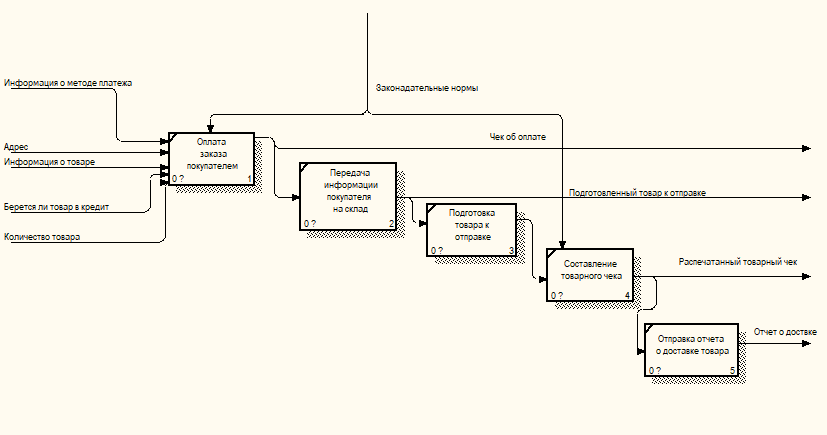 Информация о методе платежа
Законадательные нормы
Адрес
Информация о товаре
Берется ли товар в кредит
Количество товара
Оплата
заказа
покупателем
0 ?
1
Чек об оплате
Передача
информации
покупателя
на склад
0 ?
2
Подготовленный товар к отправке
Подготовка
товара к
отправке
0 ?
3
Составление
товарного чека
0 ?
4
Распечатанный товарный чек
Отправка отчета
о доставке товара
0 ?
5
Отчет о доствке